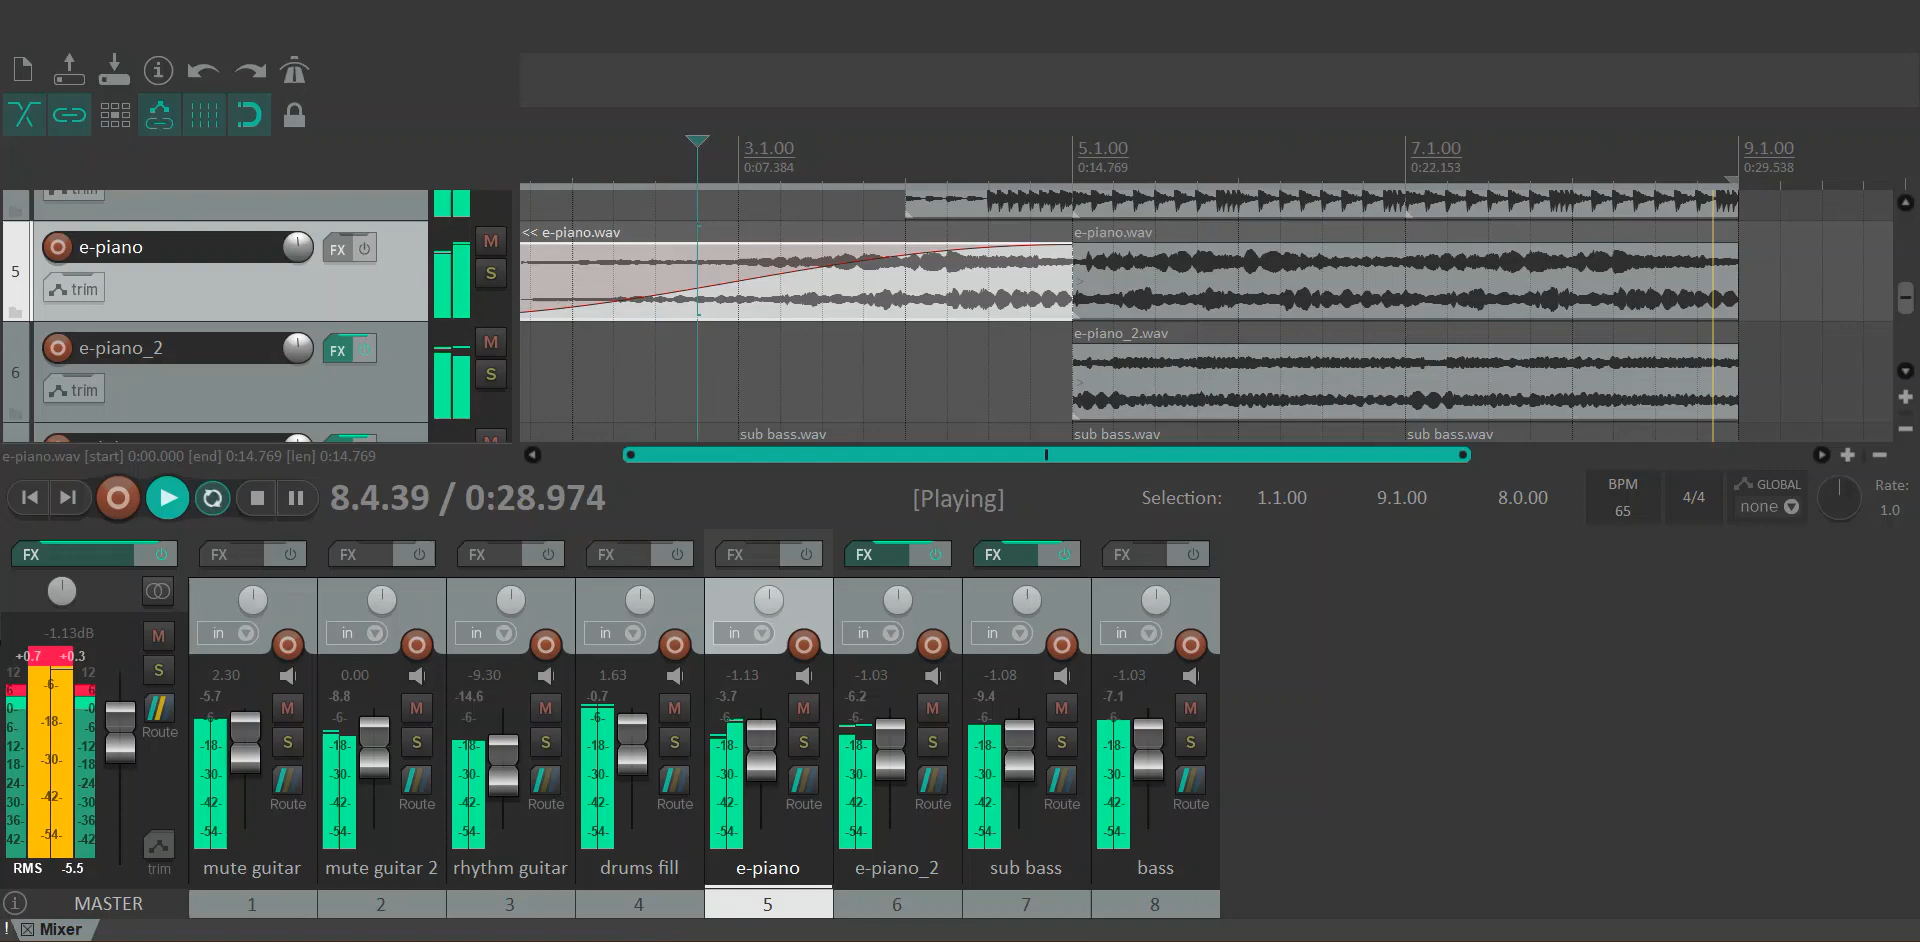 3.1.00 5.1.00 7.1.00 9.1.00
0:07.384 0:14.769 0:22.153 0:29.538
trim
<< e-piano.wav e-piano.wav
e-piano FX M
5 S
trim
e-piano_2.wav
e-piano_2 FX M
6 S
trim
M
sub bass.wav sub bass.wav sub bass.wav
e-piano.wav [start] 0:00.000 [end] 0:14.769 [len] 0:14.769
8.4.39 / 0:28.974 [Playing] Selection: 1.1.00 9.1.00 8.0.00 BPM 65 4/4 GLOBAL none Rate: 1.0
FX FX FX FX FX FX FX FX FX
in in in in in in in in
-1.13dB M
+0.7 +0.3
2.30 0.00 -9.30 1.63 -1.13 -1.03 -1.08 -1.03
-5.7 -8.8 -14.6 -0.7 -3.7 -6.2 -9.4 -7.1
12 12
6 -6- 6
0- -18- -0
6- -30- -6
12- -42- -12
18- -54- -18
24- -24
30- -30
36- -36
42- -42
S
Route
trim
-6- -6- -6- -6- -6- -6- -6- -6-
M M M M M M M M
-18- -18- -18- -18- -18- -18- -18- -18-
S S S S S S S S
-30- -30- -30- -30- -30- -30- -30- -30-
-42- -42- -42- -42- -42- -42- -42- -42-
Route Route Route Route Route Route Route Route
-54- -54- -54- -54- -54- -54- -54- -54-
RMS -5.5
mute guitar mute guitar 2 rhythm guitar drums fill e-piano e-piano_2 sub bass bass
MASTER 1 2 3 4 5 6 7 8
! Mixer